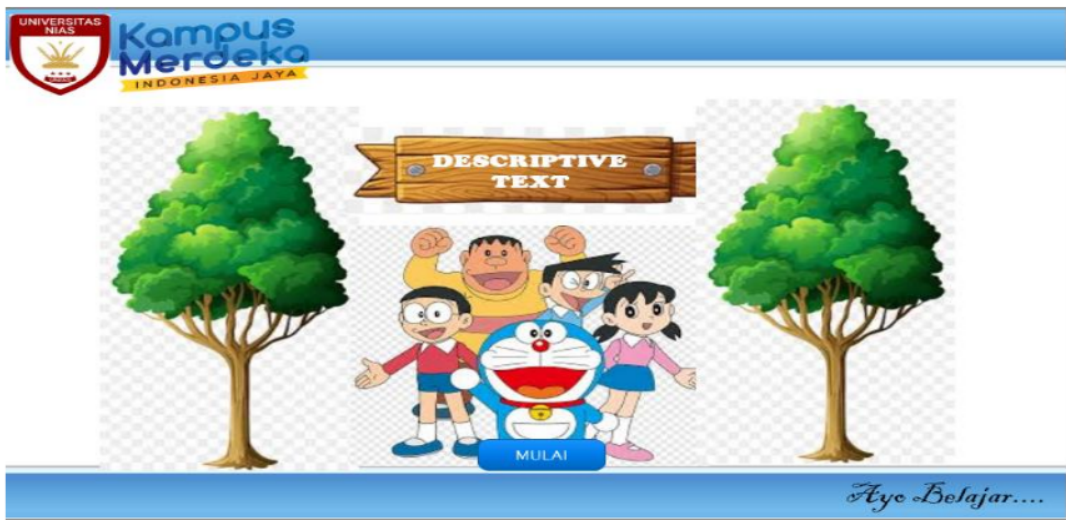 UNIVERSITAS
NIAS
Kampus
Merdeka
INDONESIA JAYA
DESCRIPTIVE
TEXT
MULAI
Ayo Belajar....